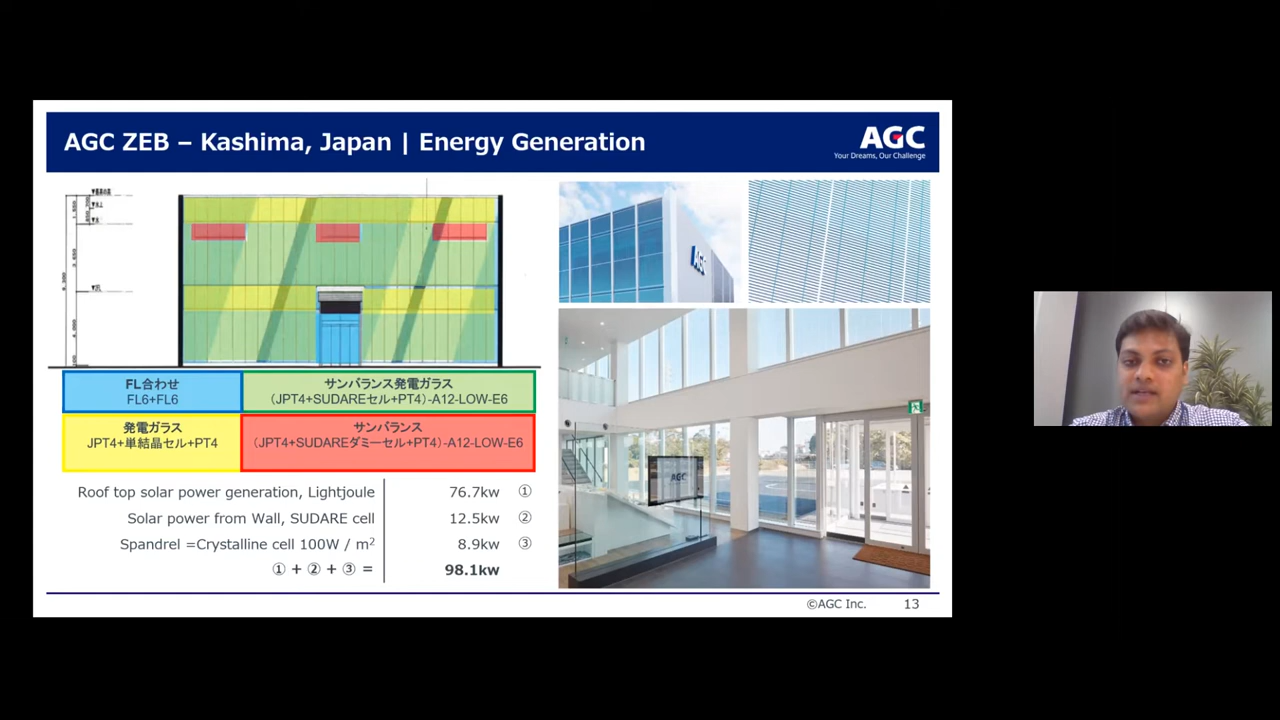 AGC ZEB – Kashima, Japan | Energy Generation
AGC
Your Dreams, Our Challenge
AGC
FL合わせ
FL6+FL6
サンバランス発電ガラス
(JPT4+SUDAREセル+PT4)-A12-LOW-E6
発電ガラス
JPT4+単結晶セル+PT4
サンバランス
(JPT4+SUDAREダミーセル+PT4)-A12-LOW-E6
AGC
Roof top solar power generation, Lightjoule 76.7kw ①
Solar power from Wall, SUDARE cell 12.5kw ②
Spandrel =Crystalline cell 100W / m² 8.9kw ③
① + ② + ③ = 98.1kw
©AGC Inc. 13